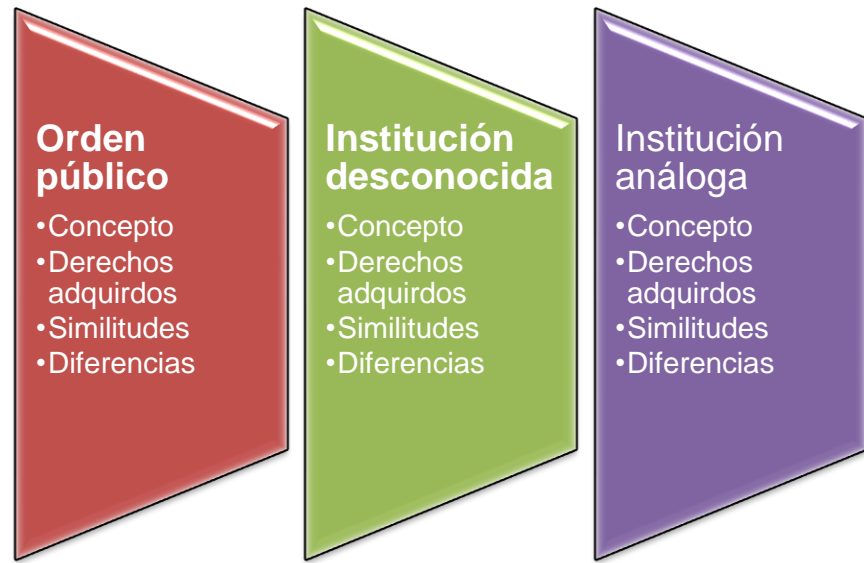 Orden
público
•Concepto
•Derechos
adquirdos
•Similitudes
•Diferencias
Institución
desconocida
•Concepto
•Derechos
adquirdos
•Similitudes
•Diferencias
Institución
análoga
•Concepto
•Derechos
adquirdos
•Similitudes
•Diferencias